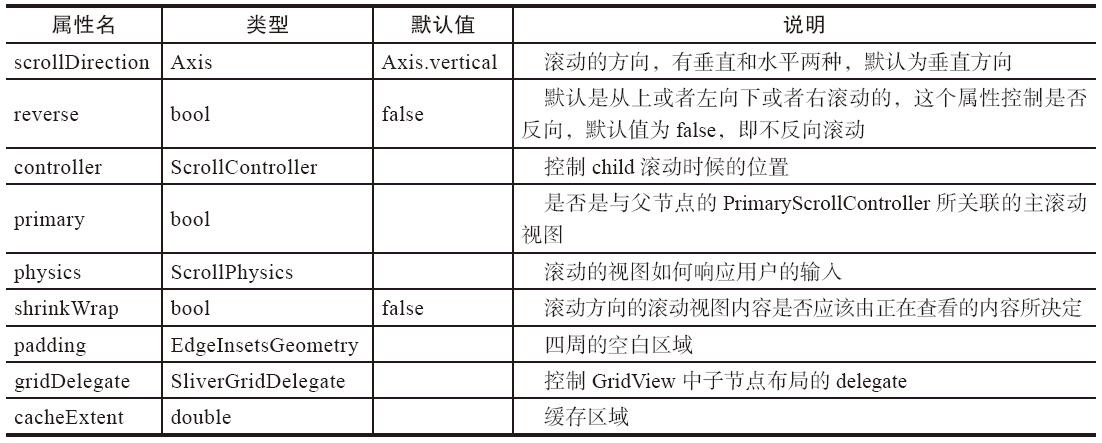 属性名 类型 默认值 说明
scrollDirection Axis Axis.vertical 滚动的方向，有垂直和水平两种，默认为垂直方向
reverse bool false 默认是从上或者左向下或者右滚动的，这个属性控制是否
反向，默认值为 false，即不反向滚动
controller ScrollController 控制 child 滚动时候的位置
primary bool 是否是与父节点的 PrimaryScrollController 所关联的主滚动
视图
physics ScrollPhysics 滚动的视图如何响应用户的输入
shrinkWrap bool false 滚动方向的滚动视图内容是否应该由正在查看的内容所决定
padding EdgeInsetsGeometry 四周的空白区域
gridDelegate SliverGridDelegate 控制 GridView 中子节点布局的 delegate
cacheExtent double 缓存区域